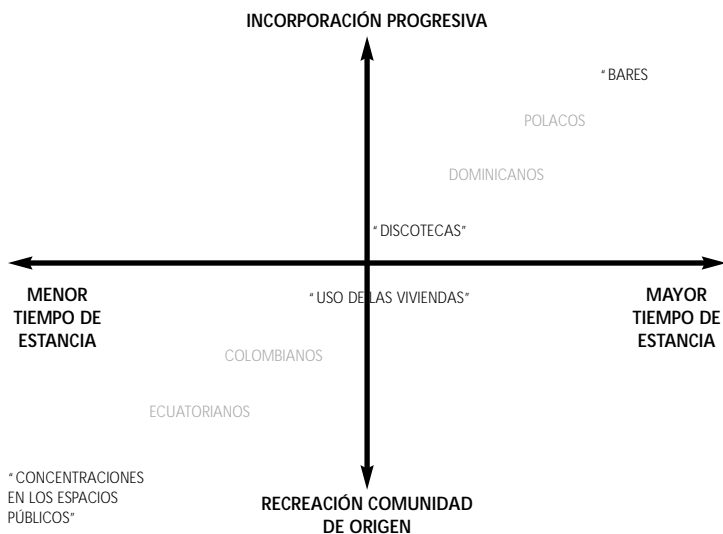 INCORPORACIÓN PROGRESIVA
“BARES
POLACOS
DOMINICANOS
“DISCOTECAS”
MENOR
TIEMPO DE
ESTANCIA
“USO DE LAS VIVIENDAS”
MAYOR
TIEMPO DE
ESTANCIA
COLOMBIANOS
ECUATORIANOS
“CONCENTRACIONES
EN LOS ESPACIOS
PÚBLICOS”
RECREACIÓN COMUNIDAD
DE ORIGEN